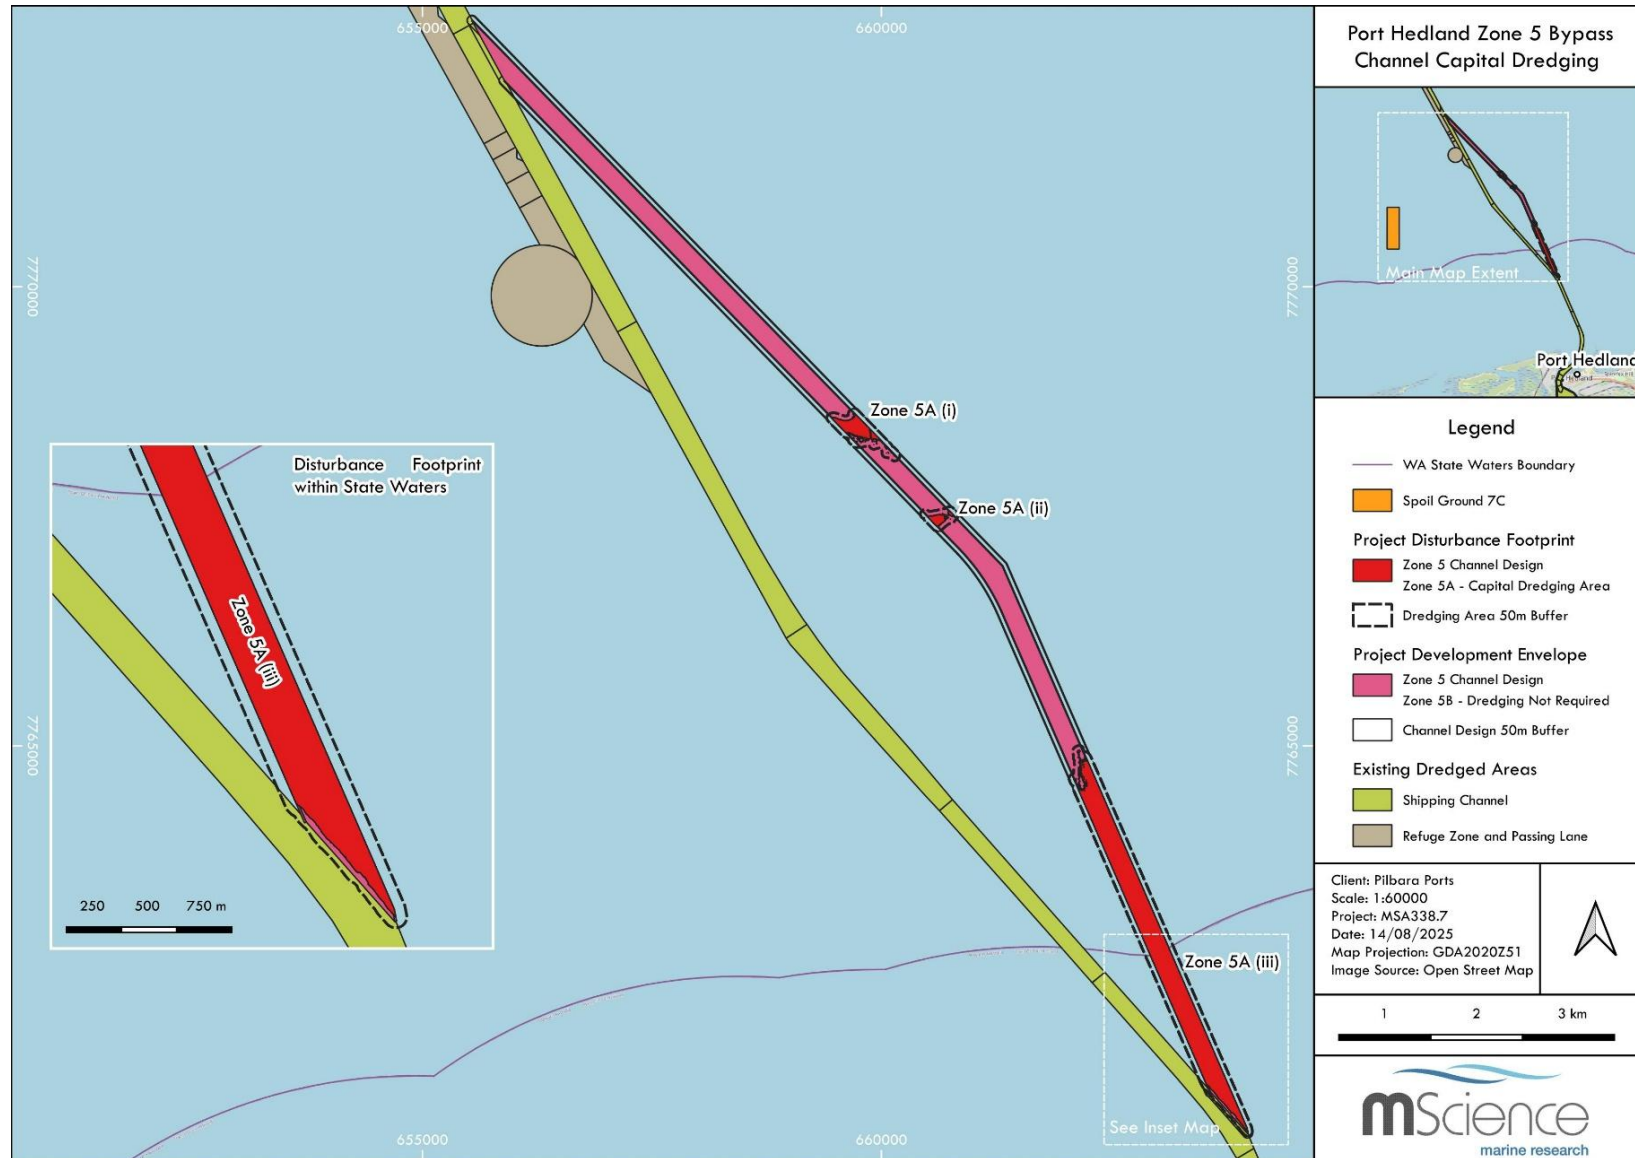 655000
660000
7770000
7770000
7765000
7765000
655000
660000
Zone 5A (i)
Zone 5A (ii)
Zone 5A (iii)
See Inset Map
Disturbance Footprint
within State Waters
Zone 5A (iii)
250 500 750 m
Port Hedland Zone 5 Bypass
Channel Capital Dredging
Main Map Extent
Port Hedland
Legend
WA State Waters Boundary
Spoil Ground 7C
Project Disturbance Footprint
Zone 5 Channel Design
Zone 5A - Capital Dredging Area
Dredging Area 50m Buffer
Project Development Envelope
Zone 5 Channel Design
Zone 5B - Dredging Not Required
Channel Design 50m Buffer
Existing Dredged Areas
Shipping Channel
Refuge Zone and Passing Lane
Client: Pilbara Ports
Scale: 1:60000
Project: MSA338.7
Date: 14/08/2025
Map Projection: GDA2020Z51
Image Source: Open Street Map
1 2 3 km
mScience
marine research